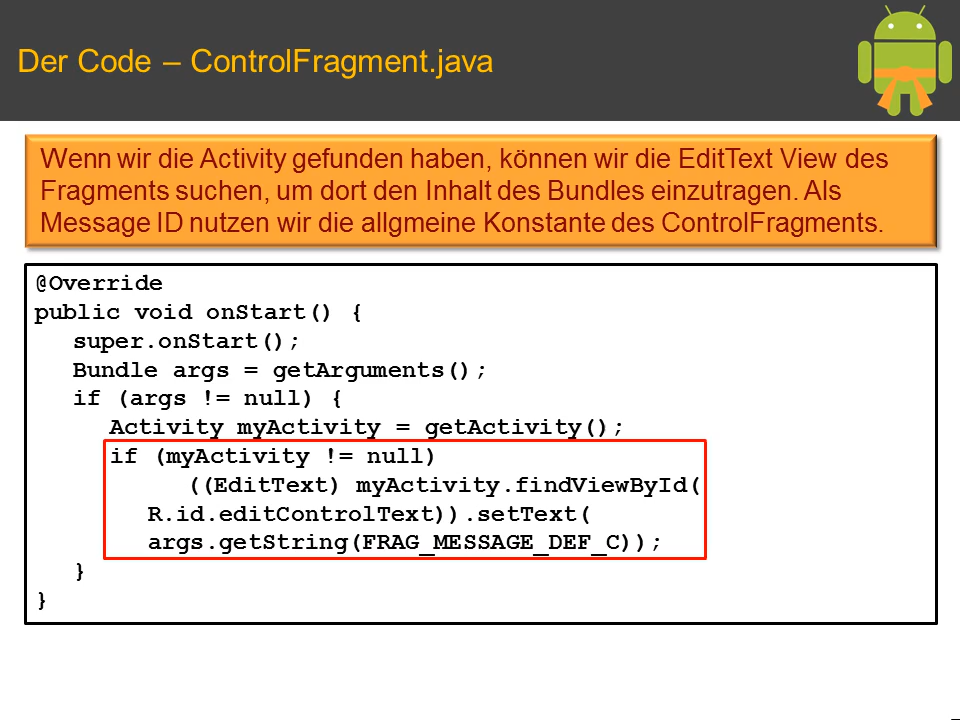 Der Code – ControlFragment.java
Wenn wir die Activity gefunden haben, können wir die EditText View des
Fragments suchen, um dort den Inhalt des Bundles einzutragen. Als
Message ID nutzen wir die allgmeine Konstante des ControlFragments.
@Override
public void onStart() {
super.onStart();
Bundle args = getArguments();
if (args != null) {
Activity myActivity = getActivity();
if (myActivity != null)
((EditText) myActivity.findViewById(
R.id.editControlText)).setText(
args.getString(FRAG_MESSAGE_DEF_C));
}
}